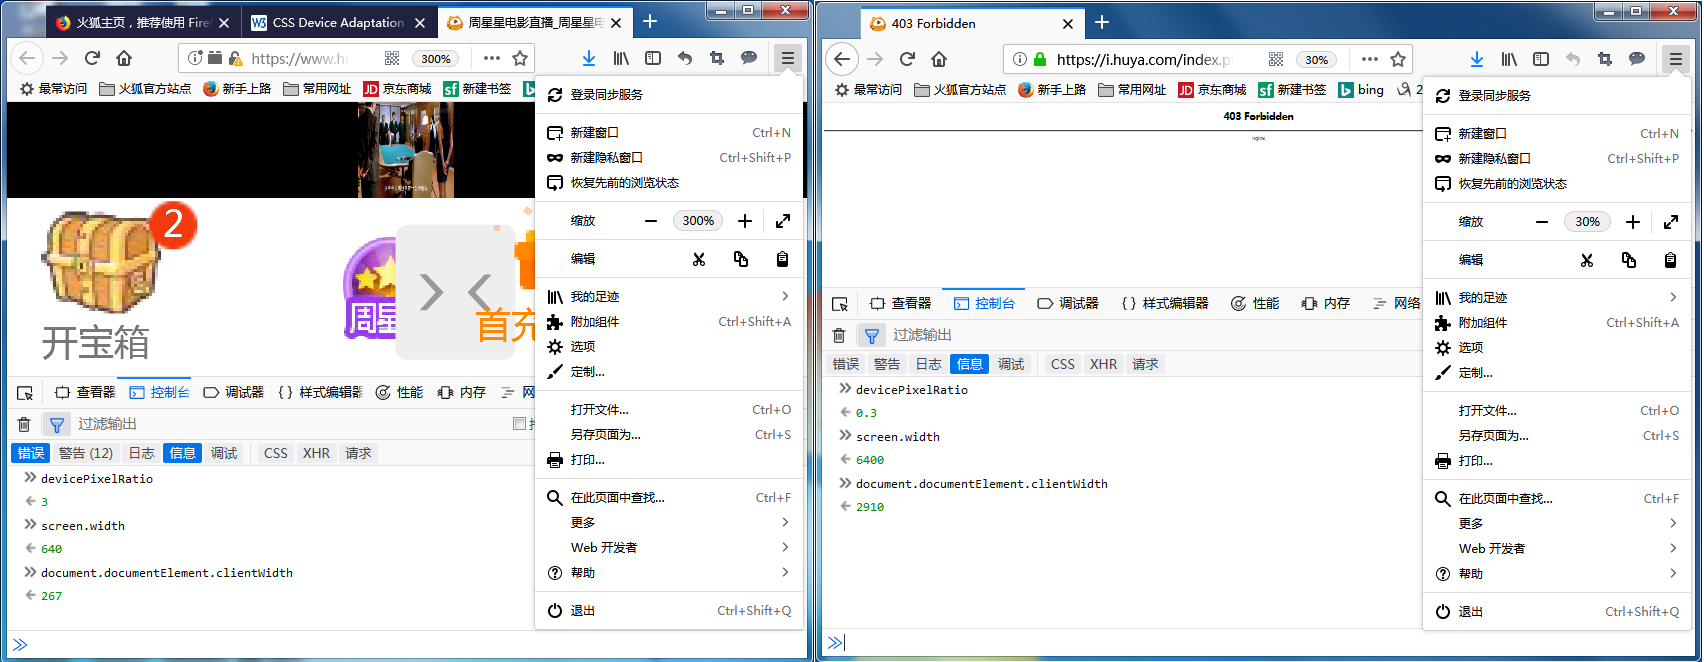 火狐主页，推荐使用 Firef
CSS Device Adaptation
周星星电影直播_周星星电
https://www.h
300%
最常访问
火狐官方站点
新手上路
常用网址
JD 京东商城
sf 新建书签
2
开宝箱
周星
首充
查看器
控制台
调试器
{ } 样式编辑器
性能
内存
网
过滤输出
错误
警告 (12)
日志
信息
调试
CSS
XHR
请求
» devicePixelRatio
← 3
» screen.width
← 640
» document.documentElement.clientWidth
← 267
»
登录同步服务
新建窗口 Ctrl+N
新建隐私窗口 Ctrl+Shift+P
恢复先前的浏览状态
缩放 − 300% +
编辑
我的足迹
附加组件 Ctrl+Shift+A
选项
定制...
打开文件... Ctrl+O
另存页面为... Ctrl+S
打印...
在此页面中查找... Ctrl+F
更多
Web 开发者
帮助
退出 Ctrl+Shift+Q
403 Forbidden
https://i.huya.com/index.p
30%
最常访问
火狐官方站点
新手上路
常用网址
JD 京东商城
sf 新建书签
bing
2
403 Forbidden
nginx
查看器
控制台
调试器
{ } 样式编辑器
性能
内存
网络
过滤输出
错误
警告
日志
信息
调试
CSS
XHR
请求
» devicePixelRatio
← 0.3
» screen.width
← 6400
» document.documentElement.clientWidth
← 2910
»
登录同步服务
新建窗口 Ctrl+N
新建隐私窗口 Ctrl+Shift+P
恢复先前的浏览状态
缩放 − 30% +
编辑
我的足迹
附加组件 Ctrl+Shift+A
选项
定制...
打开文件... Ctrl+O
另存页面为... Ctrl+S
打印...
在此页面中查找... Ctrl+F
更多
Web 开发者
帮助
退出 Ctrl+Shift+Q